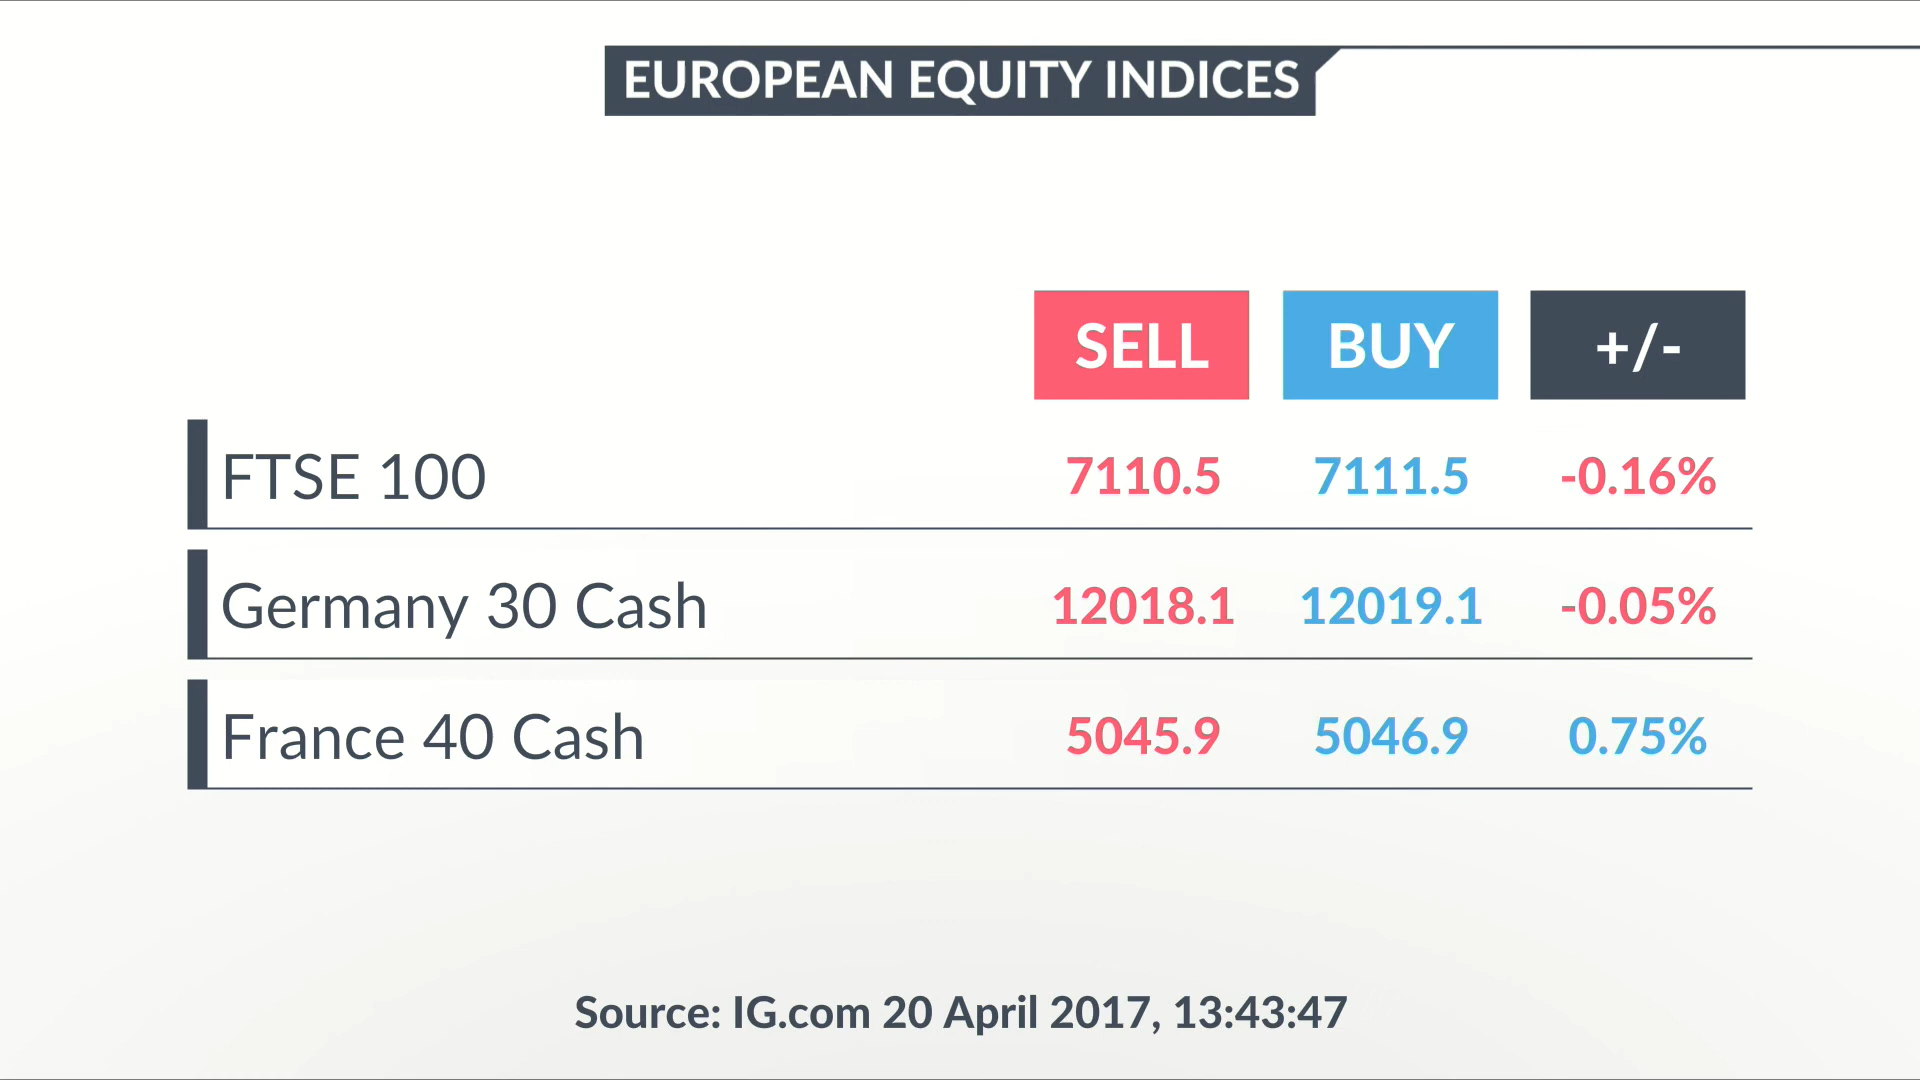 EUROPEAN EQUITY INDICES
SELL BUY +/-
FTSE 100 7110.5 7111.5 -0.16%
Germany 30 Cash 12018.1 12019.1 -0.05%
France 40 Cash 5045.9 5046.9 0.75%
Source: IG.com 20 April 2017, 13:43:47